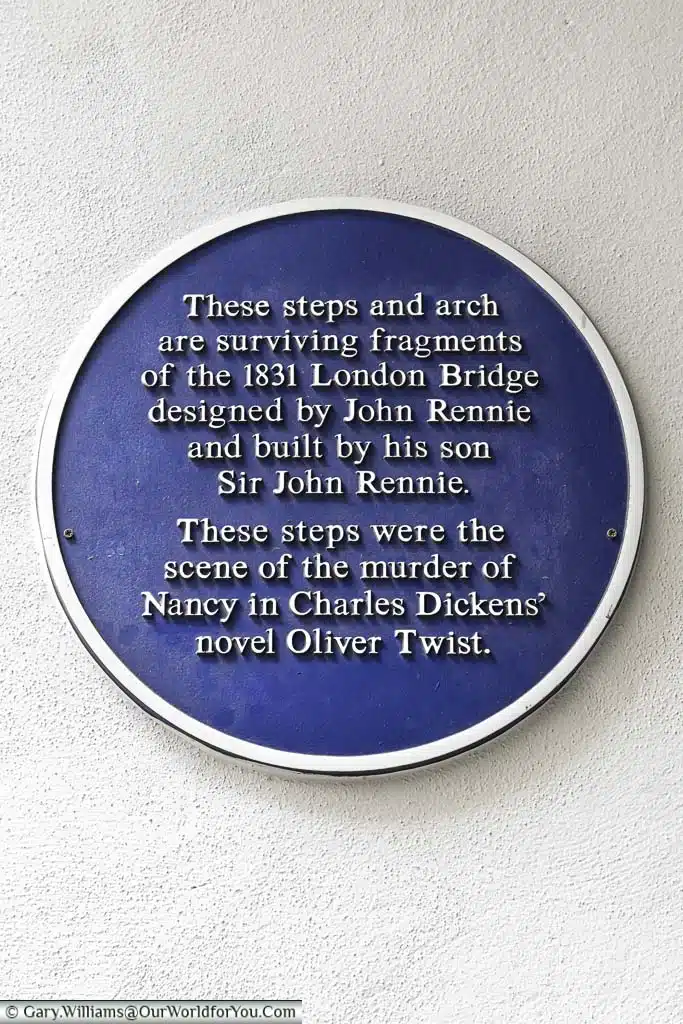 These steps and arch
are surviving fragments
of the 1831 London Bridge
designed by John Rennie
and built by his son
Sir John Rennie.
These steps were the
scene of the murder of
Nancy in Charles Dickens'
novel Oliver Twist.
© Gary.Williams@OurWorldforYou.Com